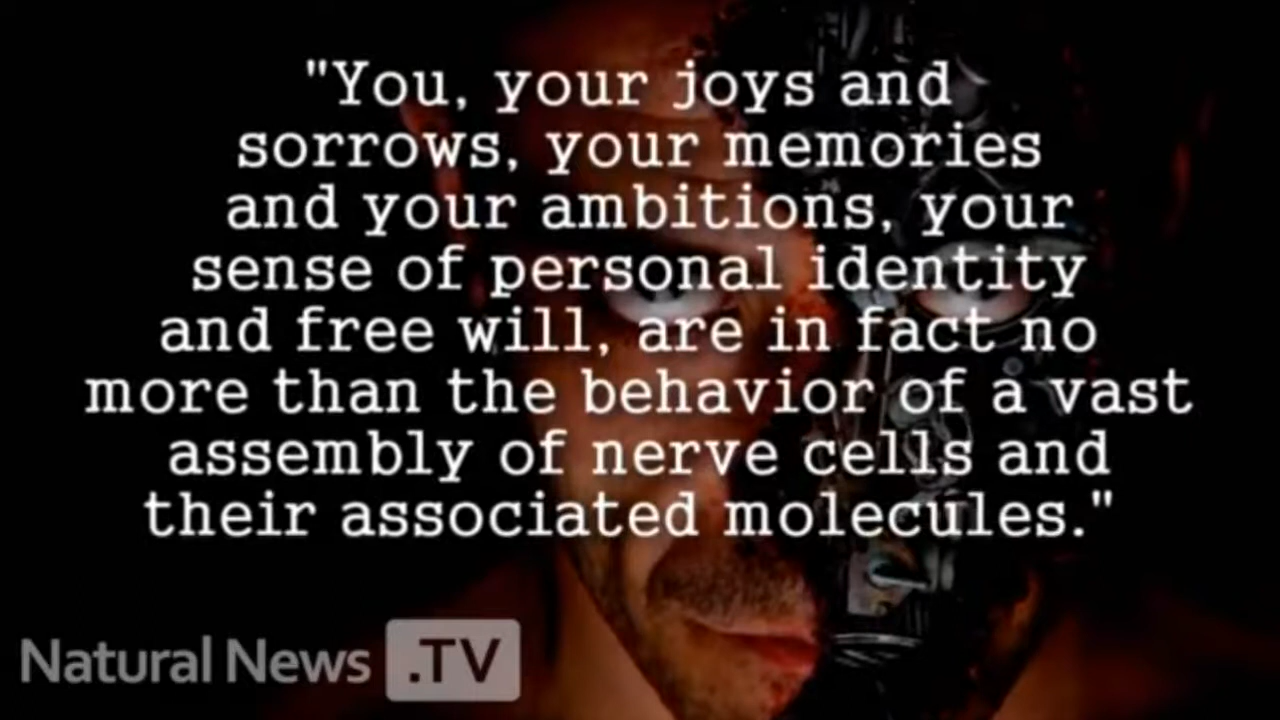 "You, your joys and
sorrows, your memories
and your ambitions, your
sense of personal identity
and free will, are in fact no
more than the behavior of a vast
assembly of nerve cells and
their associated molecules."
Natural News .TV